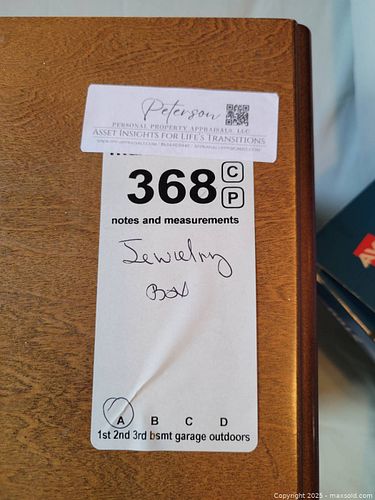 Peterson
PERSONAL PROPERTY APPRAISALS, LLC
ASSET INSIGHTS FOR LIFE'S TRANSITIONS
368 C
P
notes and measurements
Jewelry
Box
A B C D
1st 2nd 3rd bsmt garage outdoors
AV
Copyright 2025 - maxsold.com